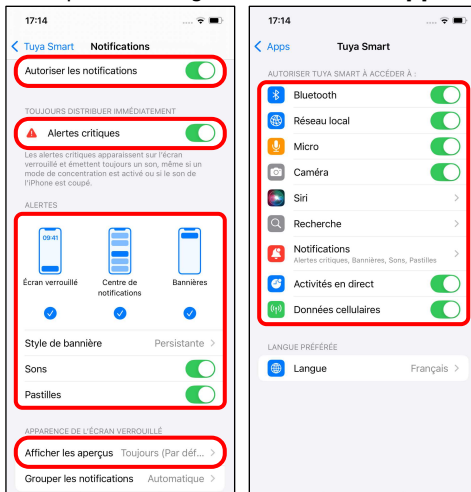 17:14
Tuya Smart
Notifications
Autoriser les notifications
TOUJOURS DISTRIBUER IMMÉDIATEMENT
Alertes critiques
Les alertes critiques apparaissent sur l'écran
verrouillé et émettent toujours un son, même si un
mode de concentration est activé ou si le son de
l'iPhone est coupé.
ALERTES
09:41
Écran verrouillé
Centre de
notifications
Bannières
Style de bannière Persistante
Sons
Pastilles
APPARENCE DE L'ÉCRAN VERROUILLÉ
Afficher les aperçus Toujours (Par déf...
Grouper les notifications Automatique
17:14
Apps
Tuya Smart
AUTORISER TUYA SMART À ACCÉDER À :
Bluetooth
Réseau local
Micro
Caméra
Siri
Recherche
Notifications
Alertes critiques, Bannières, Sons, Pastilles
Activités en direct
Données cellulaires
LANGUE PRÉFÉRÉE
Langue Français